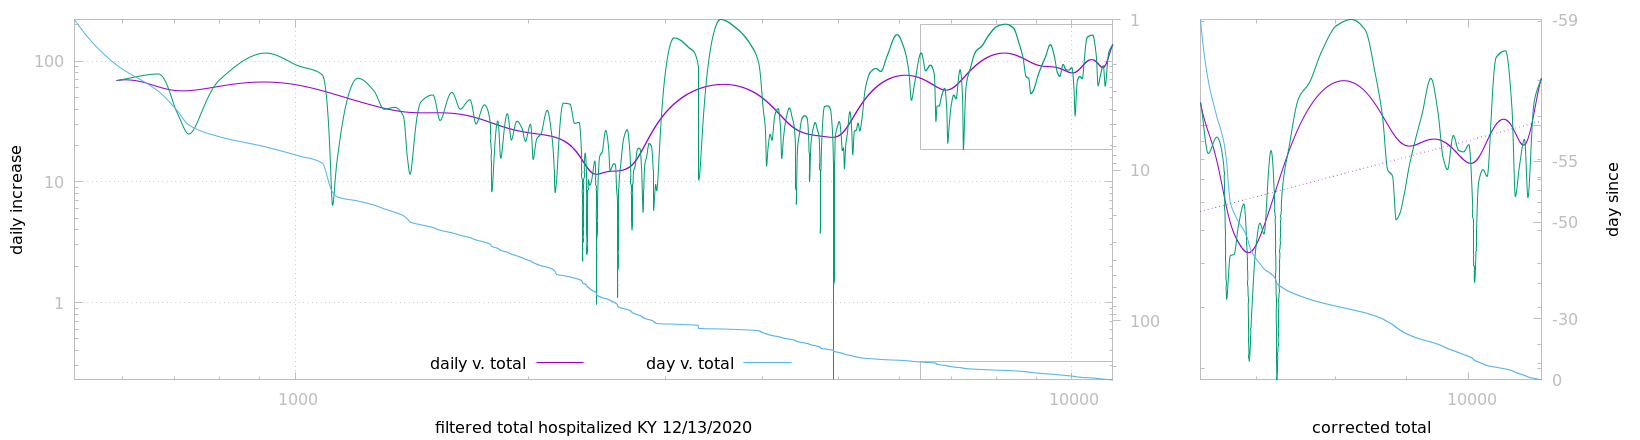 100
10
1
daily increase
1000
10000
1
10
100
daily v. total
day v. total
filtered total hospitalized KY 12/13/2020
-59
-55
-50
-30
0
day since
10000
corrected total